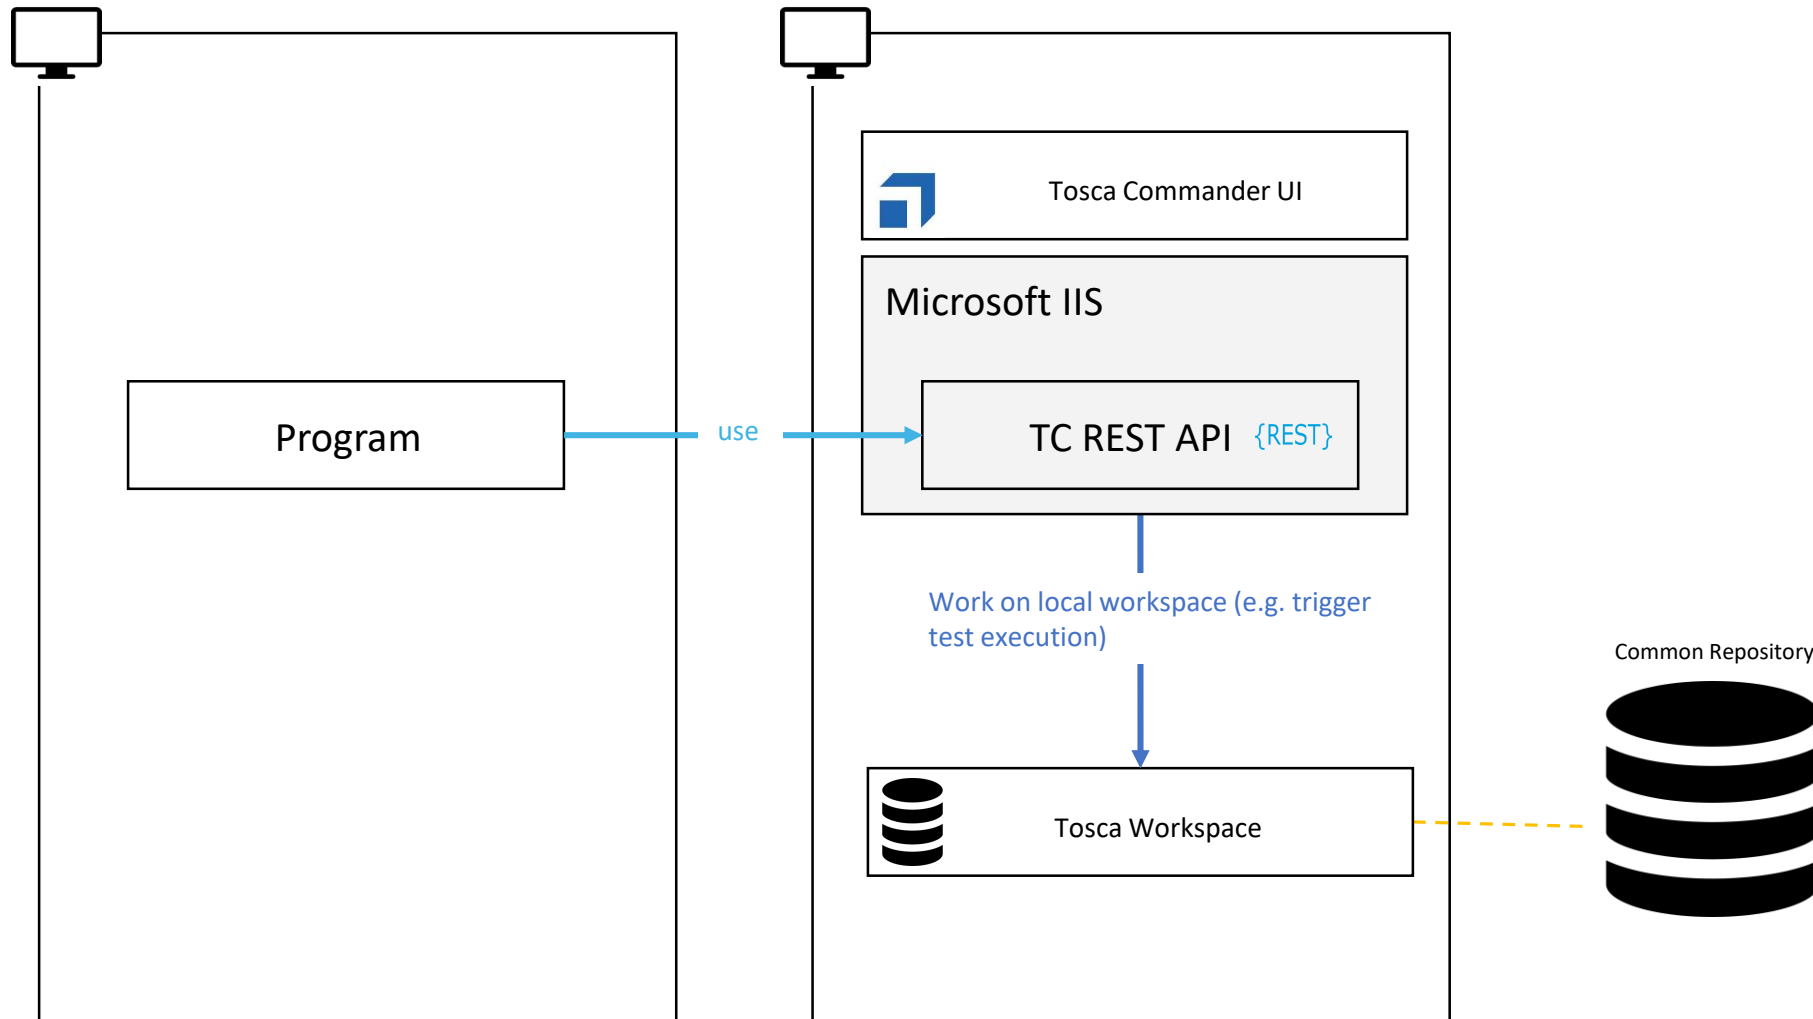 Tosca Commander UI
Microsoft IIS
Program
use
TC REST API {REST}
Work on local workspace (e.g. trigger
test execution)
Common Repository
Tosca Workspace